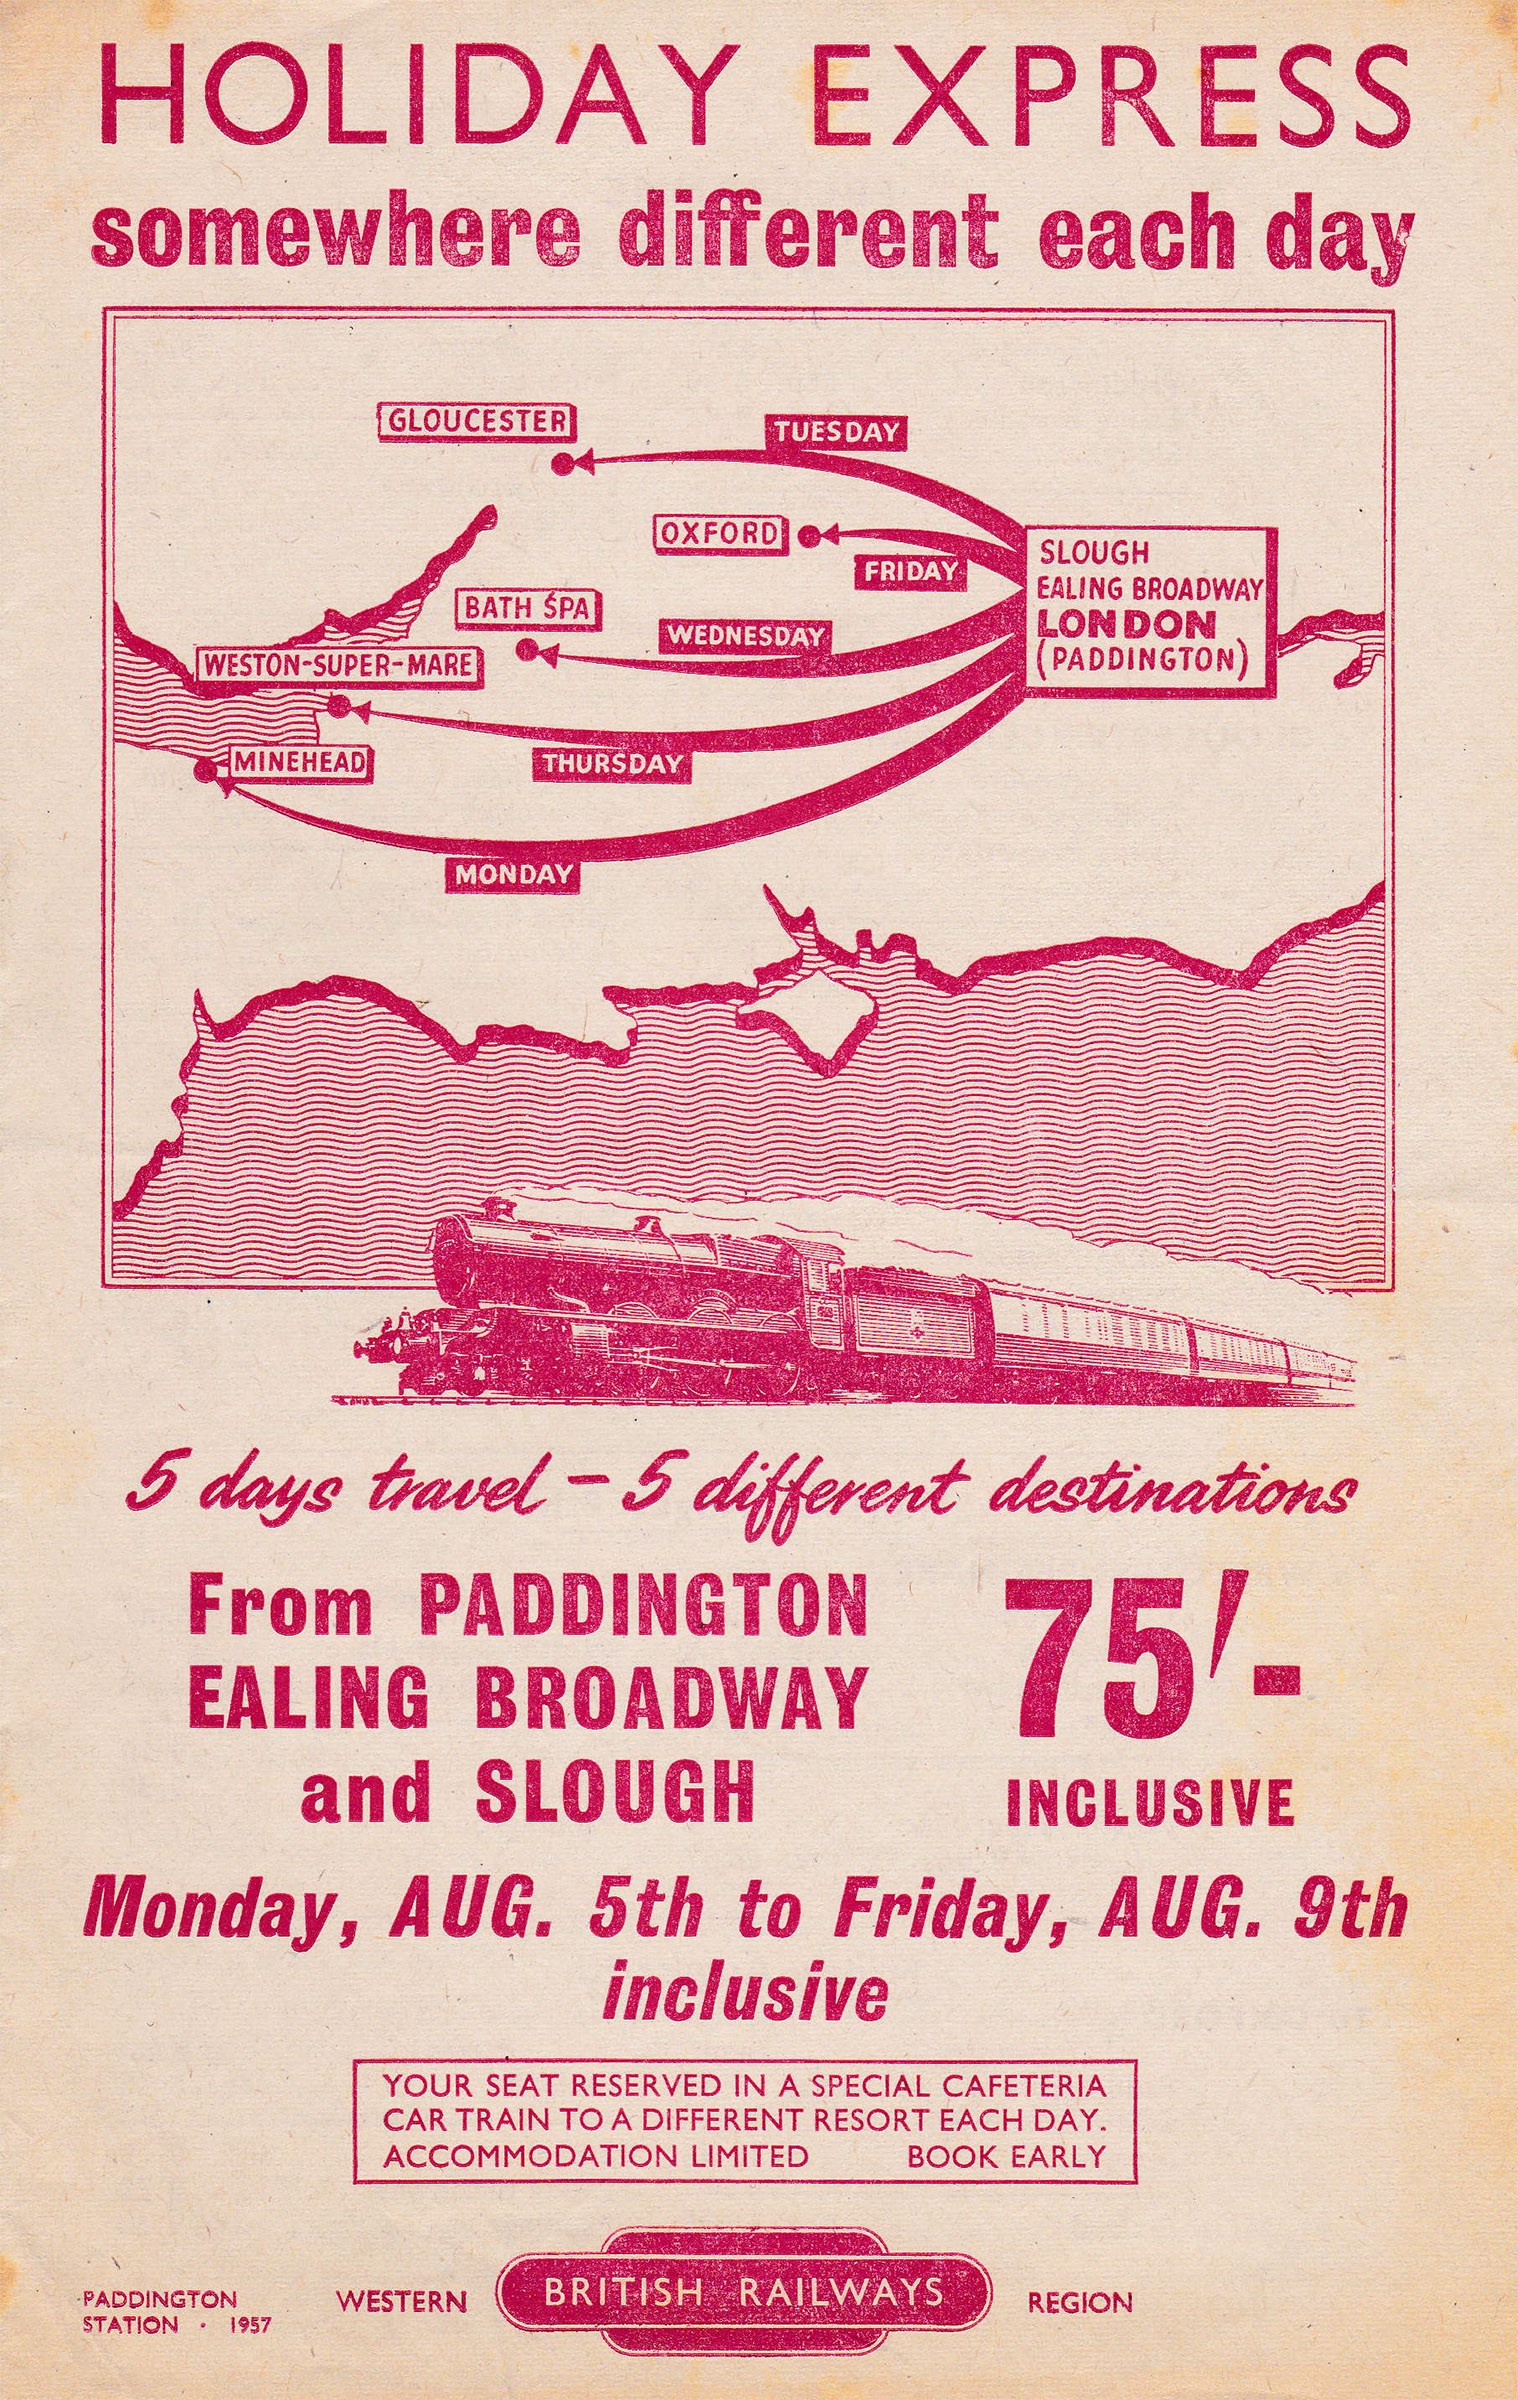 HOLIDAY EXPRESS
somewhere different each day
GLOUCESTER
TUESDAY
OXFORD
FRIDAY
SLOUGH
EALING BROADWAY
LONDON
(PADDINGTON)
BATH SPA
WEDNESDAY
WESTON-SUPER-MARE
THURSDAY
MINEHEAD
MONDAY
5 days travel – 5 different destinations
From PADDINGTON
EALING BROADWAY
and SLOUGH
75/-
INCLUSIVE
Monday, AUG. 5th to Friday, AUG. 9th
inclusive
YOUR SEAT RESERVED IN A SPECIAL CAFETERIA
CAR TRAIN TO A DIFFERENT RESORT EACH DAY.
ACCOMMODATION LIMITED BOOK EARLY
PADDINGTON
STATION · 1957
WESTERN
BRITISH RAILWAYS
REGION